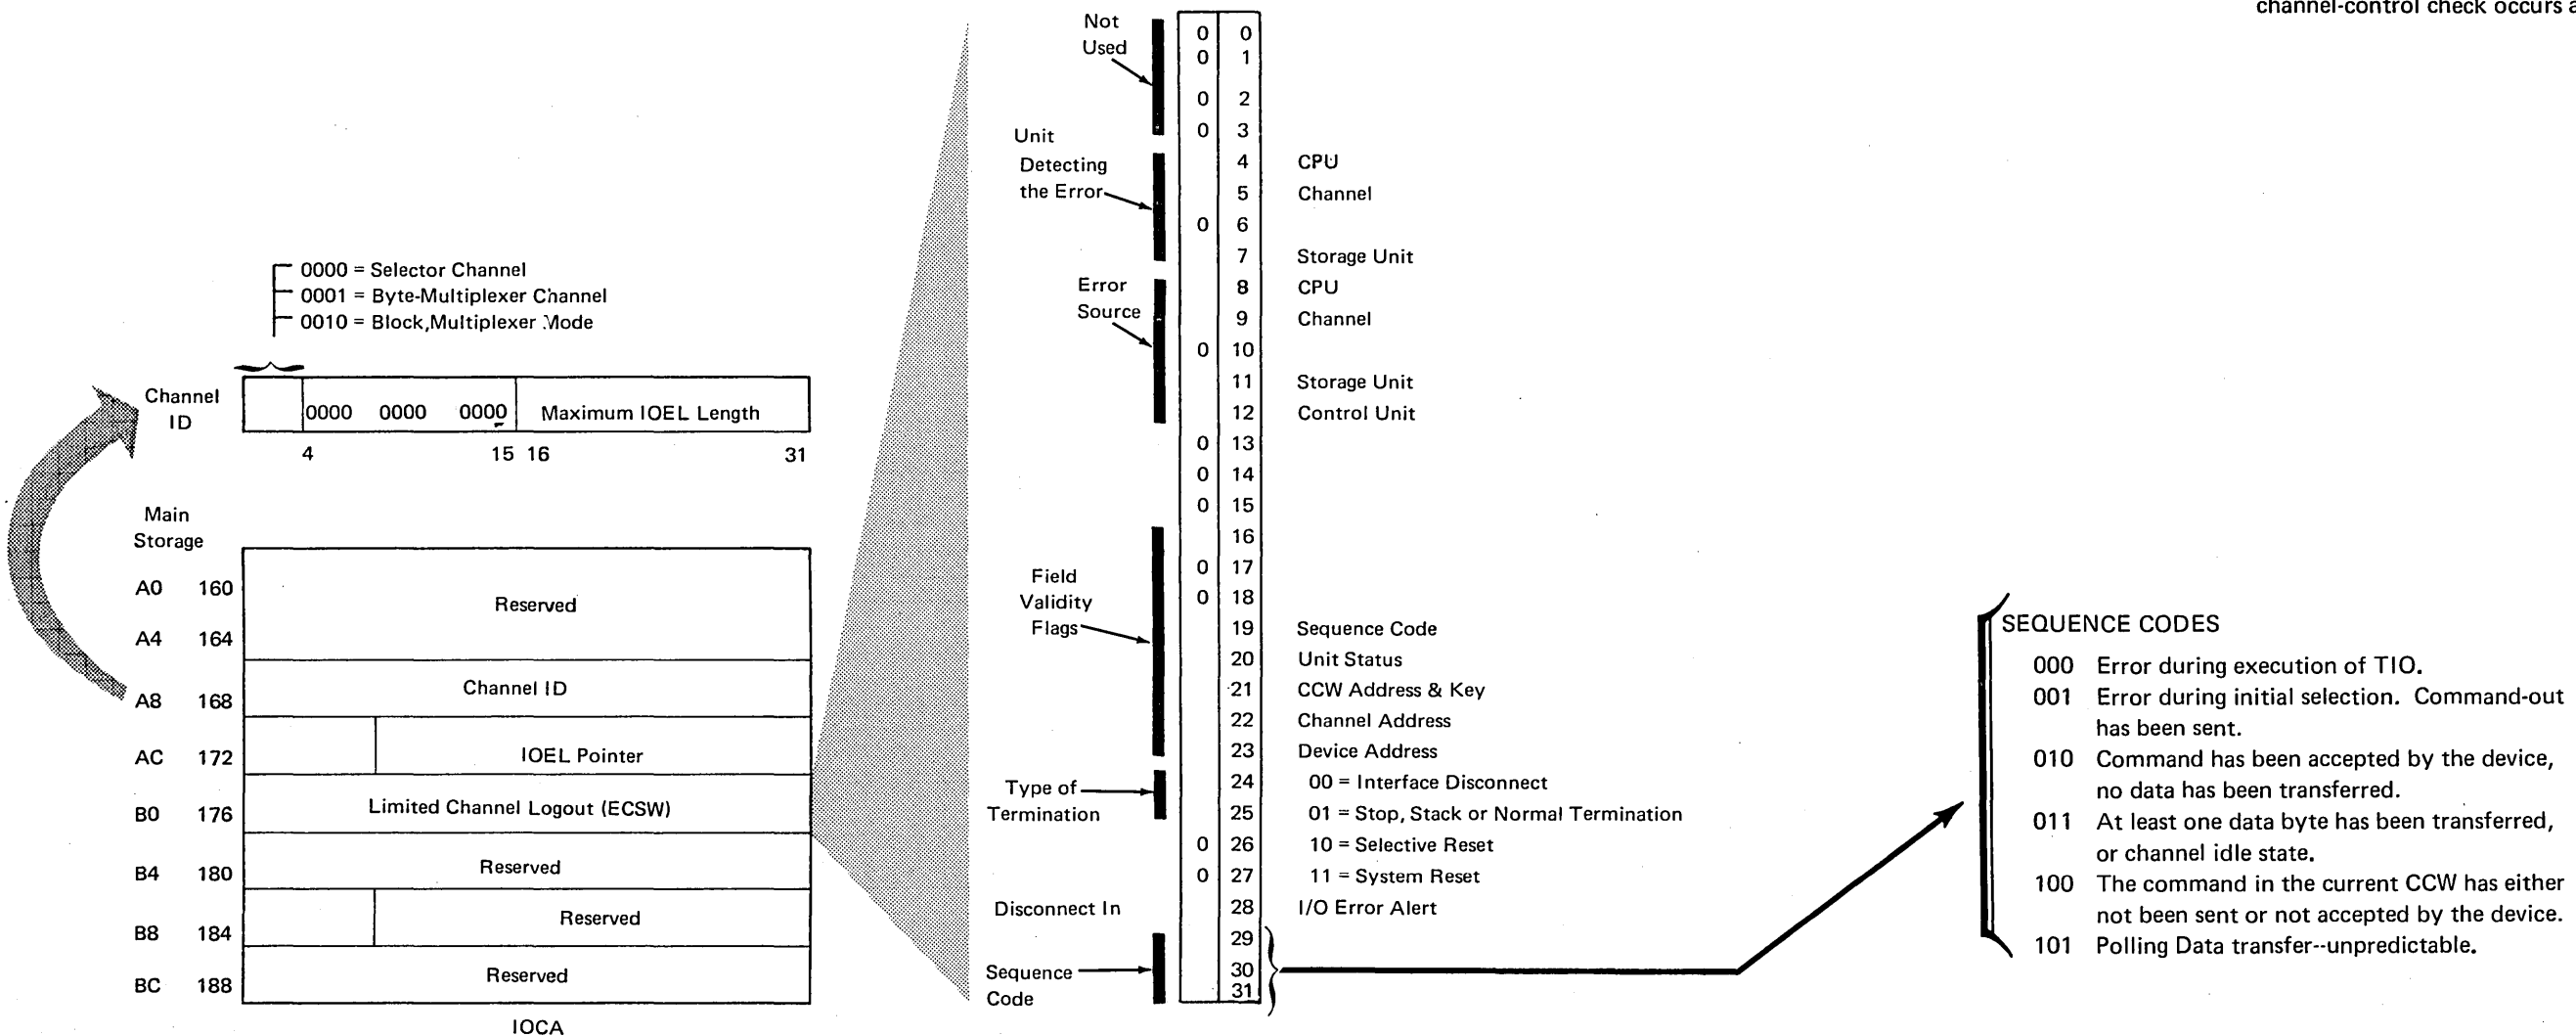 channel-control check occurs a
0000 = Selector Channel
0001 = Byte-Multiplexer Channel
0010 = Block,Multiplexer Mode
Channel
ID
0000 0000 0000 Maximum IOEL Length
4 15 16 31
Main
Storage
A0 160
Reserved
A4 164
Channel ID
A8 168
AC 172 IOEL Pointer
Limited Channel Logout (ECSW)
B0 176
Reserved
B4 180
Reserved
B8 184
Reserved
BC 188
IOCA
Not
Used
0 0
0 1
0 2
0 3
Unit
Detecting
the Error
4 CPU
5 Channel
0 6
7 Storage Unit
Error
Source
8 CPU
9 Channel
0 10
11 Storage Unit
12 Control Unit
0 13
0 14
0 15
Field
Validity
Flags
16
0 17
0 18
19 Sequence Code
20 Unit Status
21 CCW Address & Key
22 Channel Address
23 Device Address
Type of
Termination
24 00 = Interface Disconnect
25 01 = Stop, Stack or Normal Termination
0 26 10 = Selective Reset
0 27 11 = System Reset
Disconnect In 28 I/O Error Alert
Sequence
Code
29
30
31
SEQUENCE CODES
000 Error during execution of TIO.
001 Error during initial selection. Command-out
has been sent.
010 Command has been accepted by the device,
no data has been transferred.
011 At least one data byte has been transferred,
or channel idle state.
100 The command in the current CCW has either
not been sent or not accepted by the device.
101 Polling Data transfer--unpredictable.